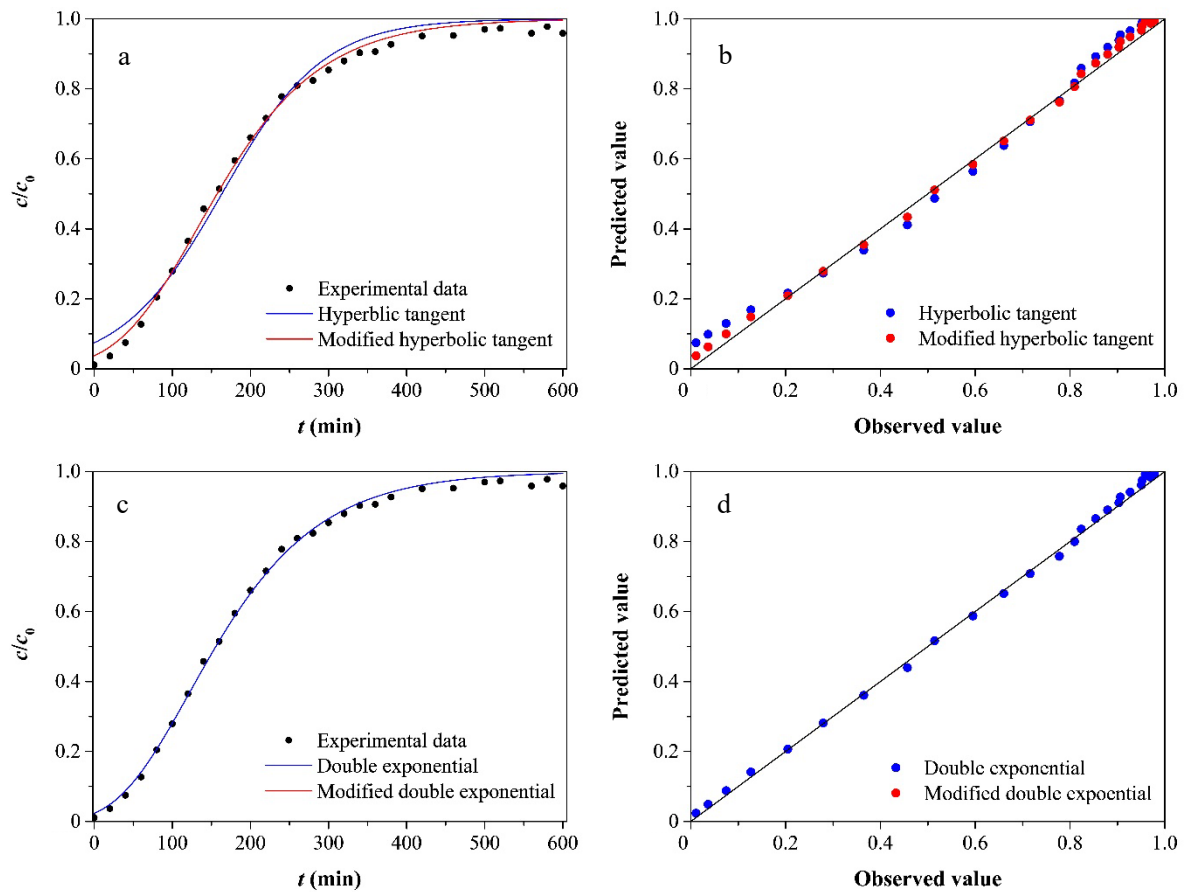 a
1.0
0.8
0.6
0.4
0.2
0
c/c0
0 100 200 300 400 500 600
t (min)
Experimental data
Hyperblic tangent
Modified hyperbolic tangent
b
1.0
0.8
0.6
0.4
0.2
0
Predicted value
0 0.2 0.4 0.6 0.8 1.0
Observed value
Hyperbolic tangent
Modified hyperbolic tangent
c
1.0
0.8
0.6
0.4
0.2
0
c/c0
0 100 200 300 400 500 600
t (min)
Experimental data
Double exponential
Modified double exponential
d
1.0
0.8
0.6
0.4
0.2
0
Predicted value
0 0.2 0.4 0.6 0.8 1.0
Observed value
Double exponential
Modified double expoential